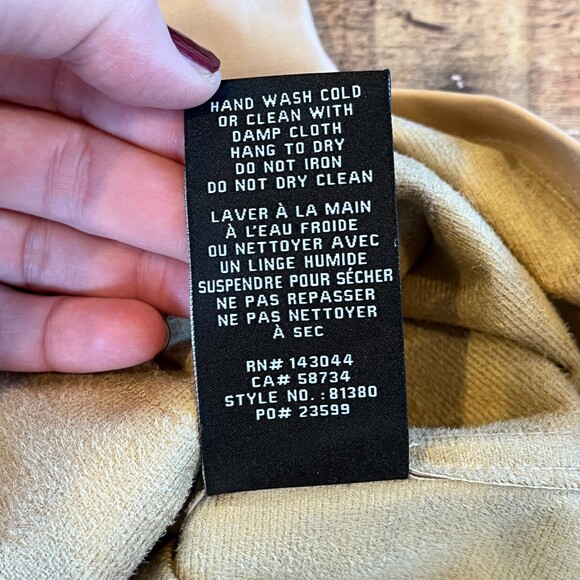 HAND WASH COLD
OR CLEAN WITH
DAMP CLOTH
HANG TO DRY
DO NOT IRON
DO NOT DRY CLEAN
LAVER À LA MAIN
À L'EAU FROIDE
OU NETTOYER AVEC
UN LINGE HUMIDE
SUSPENDRE POUR SÉCHER
NE PAS REPASSER
NE PAS NETTOYER
À SEC
RN# 143044
CA# 58734
STYLE NO. :81380
PO# 23599